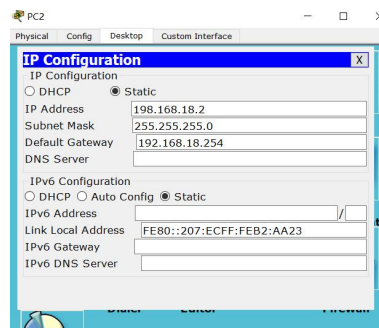 PC2
Physical Config Desktop Custom Interface
IP Configuration X
IP Configuration
DHCP Static
IP Address 198.168.18.2
Subnet Mask 255.255.255.0
Default Gateway 192.168.18.254
DNS Server
IPv6 Configuration
DHCP Auto Config Static
IPv6 Address /
Link Local Address FE80::207:ECFF:FEB2:AA23
IPv6 Gateway
IPv6 DNS Server